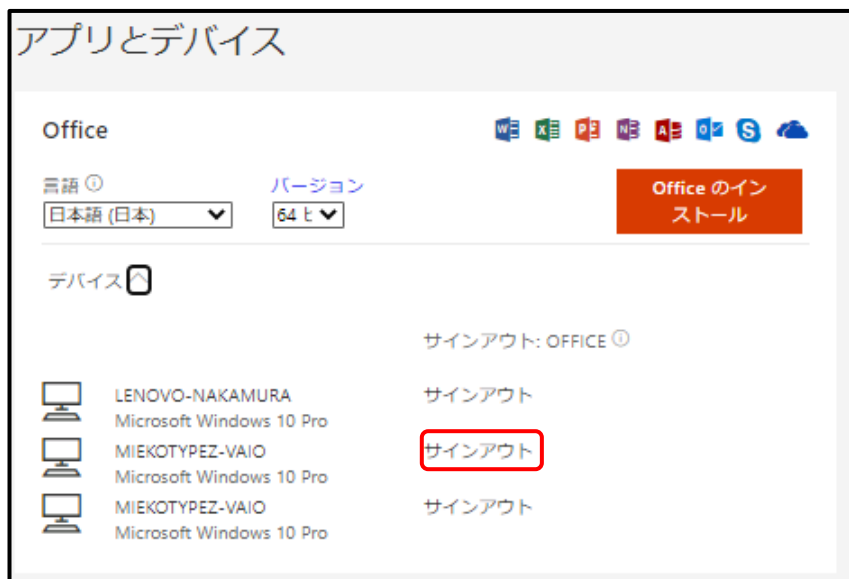 アプリとデバイス
Office
言語
バージョン
日本語 (日本)
64 ビ
Office のイン
ストール
デバイス
サインアウト: OFFICE
LENOVO-NAKAMURA
サインアウト
Microsoft Windows 10 Pro
MIEKOTYPEZ-VAIO
サインアウト
Microsoft Windows 10 Pro
MIEKOTYPEZ-VAIO
サインアウト
Microsoft Windows 10 Pro